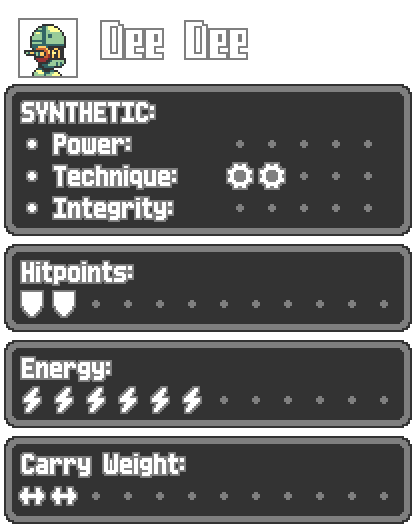 Dee Dee
SYNTHETIC:
• Power:
• Technique:
• Integrity:
Hitpoints:
Energy:
Carry Weight: